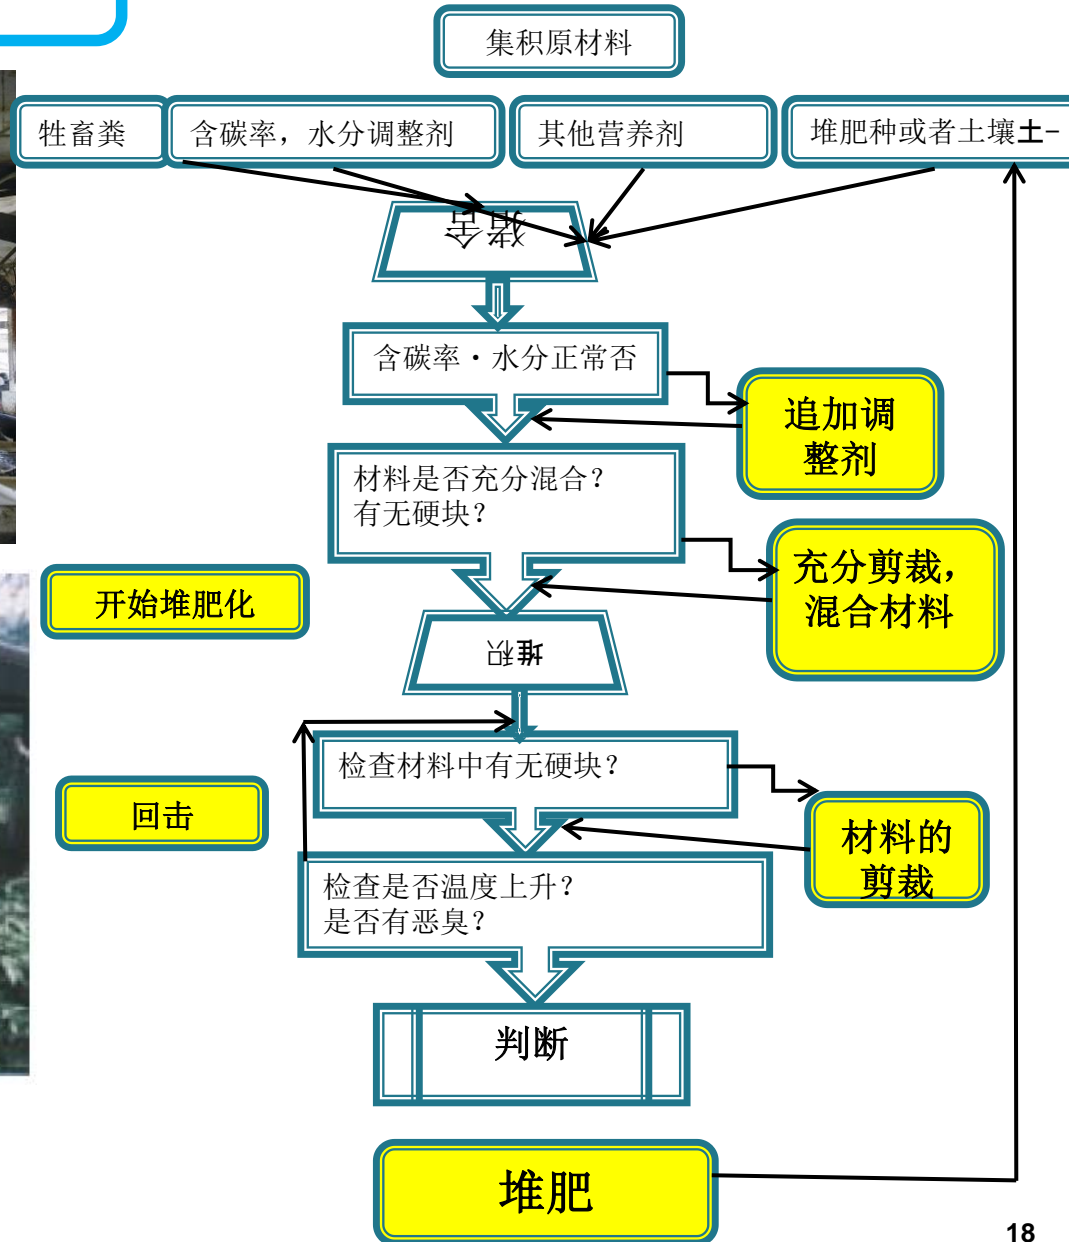 集积原材料
牲畜粪
含碳率，水分调整剂
其他营养剂
堆肥种或者土壤土-
猪舍
含碳率·水分正常否
追加调
整剂
材料是否充分混合?
有无硬块?
充分剪裁，
混合材料
开始堆肥化
堆积
检查材料中有无硬块?
回击
材料的
剪裁
检查是否温度上升?
是否有恶臭?
判断
堆肥
18